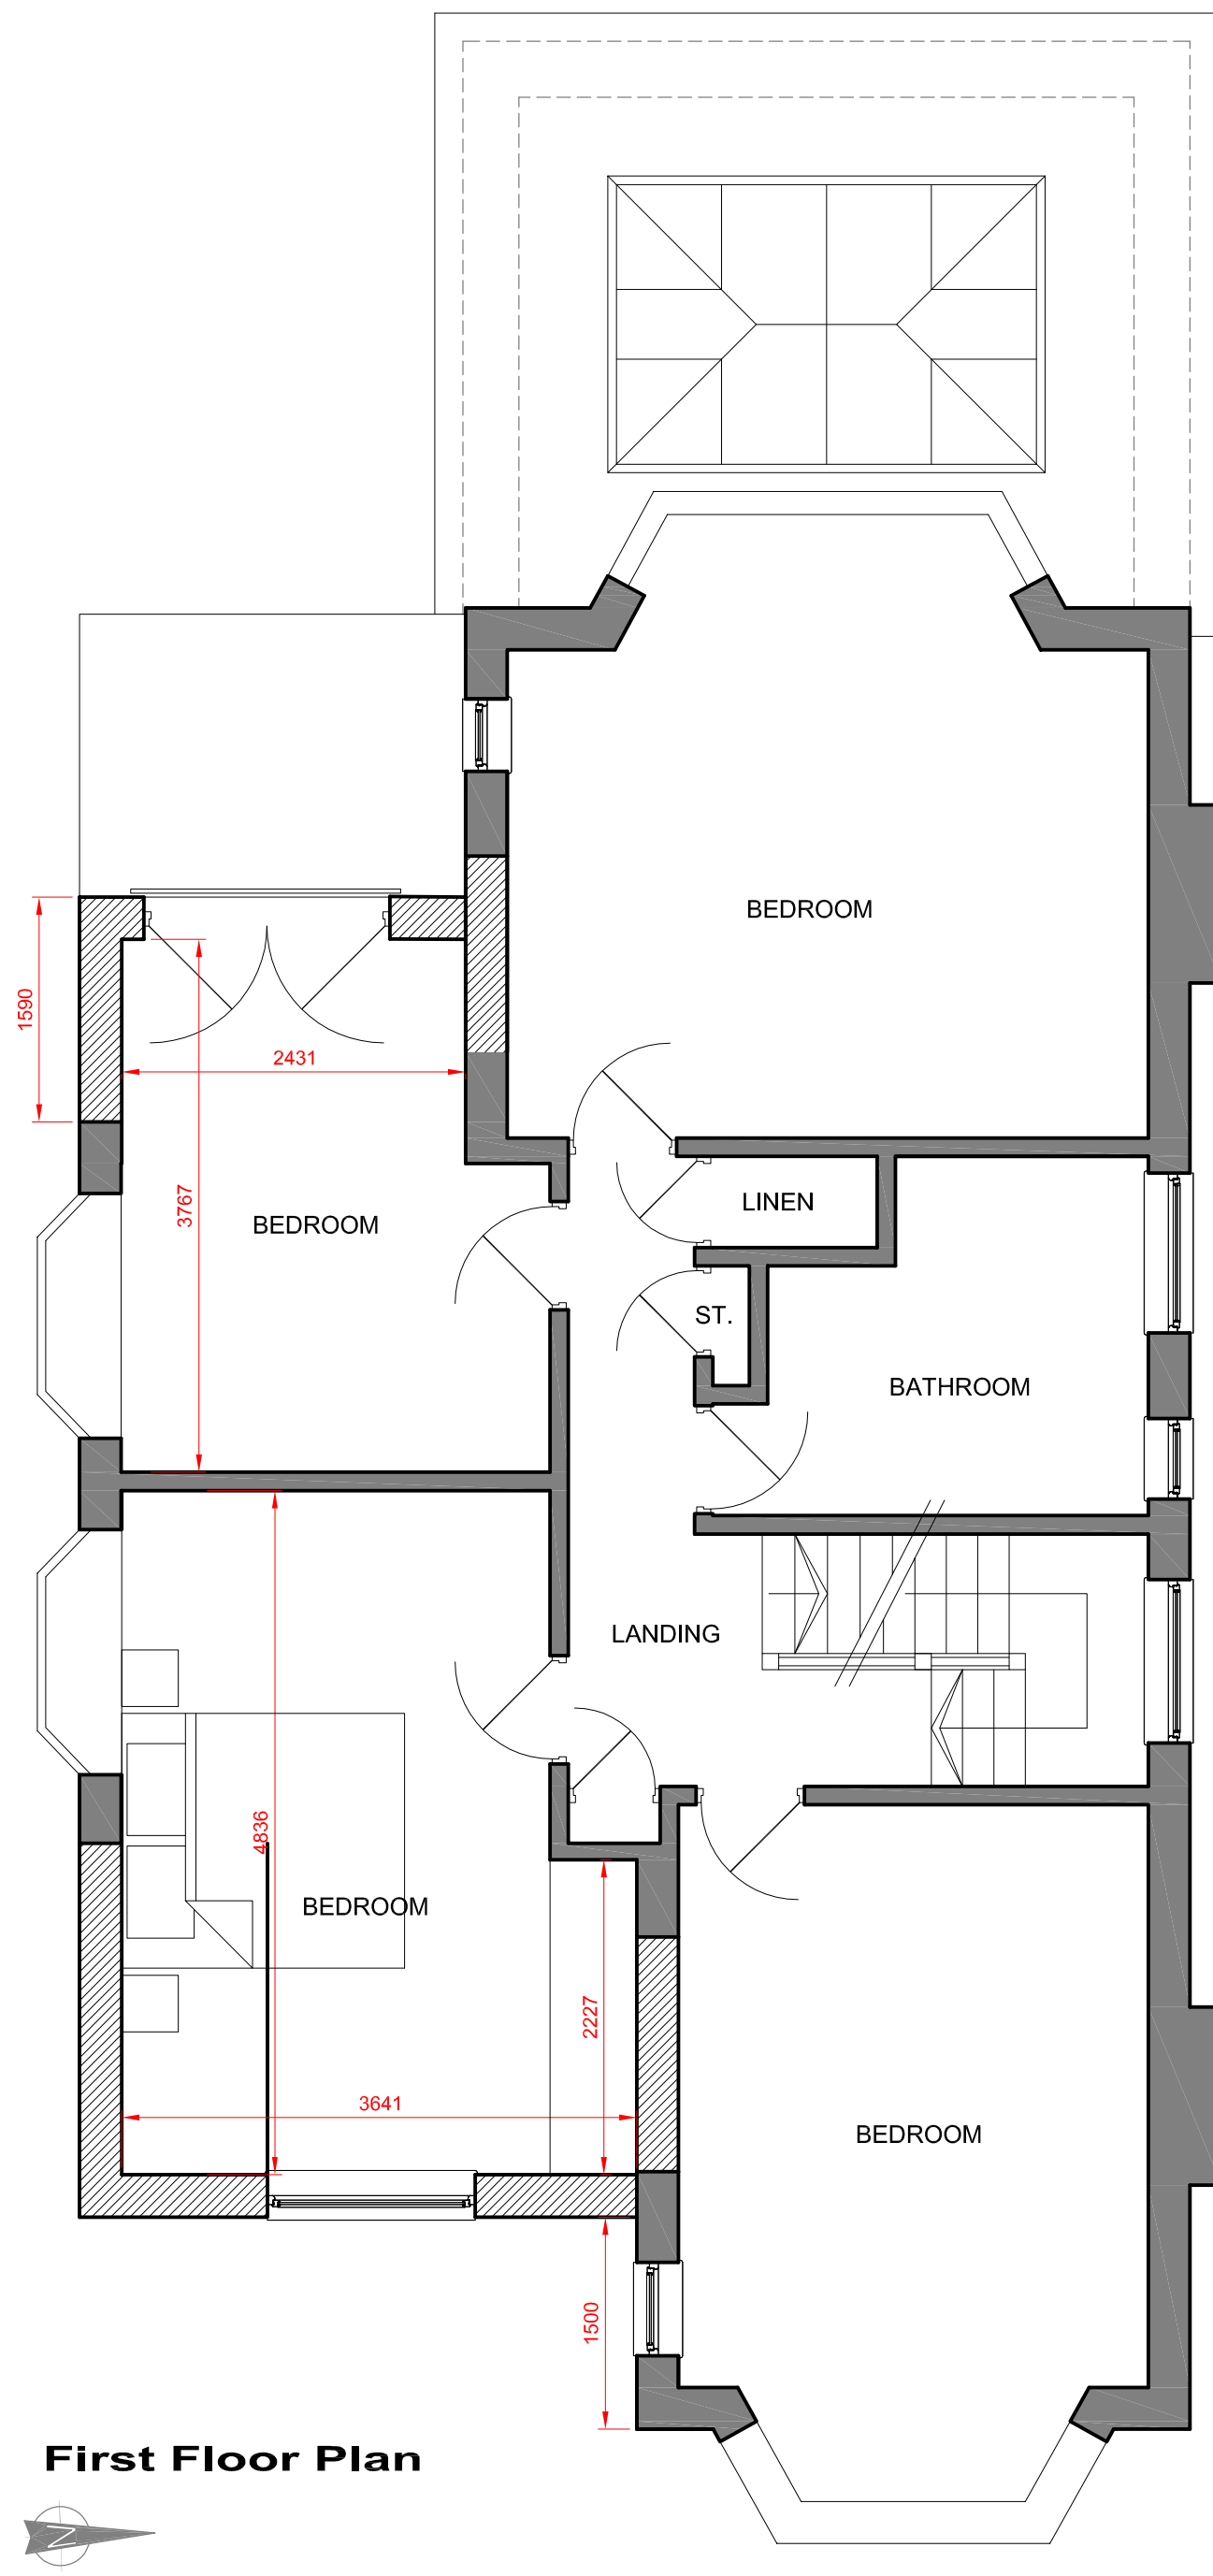 BEDROOM
1590
2431
3767
BEDROOM
LINEN
ST.
BATHROOM
LANDING
4836
BEDROOM
2227
3641
BEDROOM
1500
First Floor Plan
N